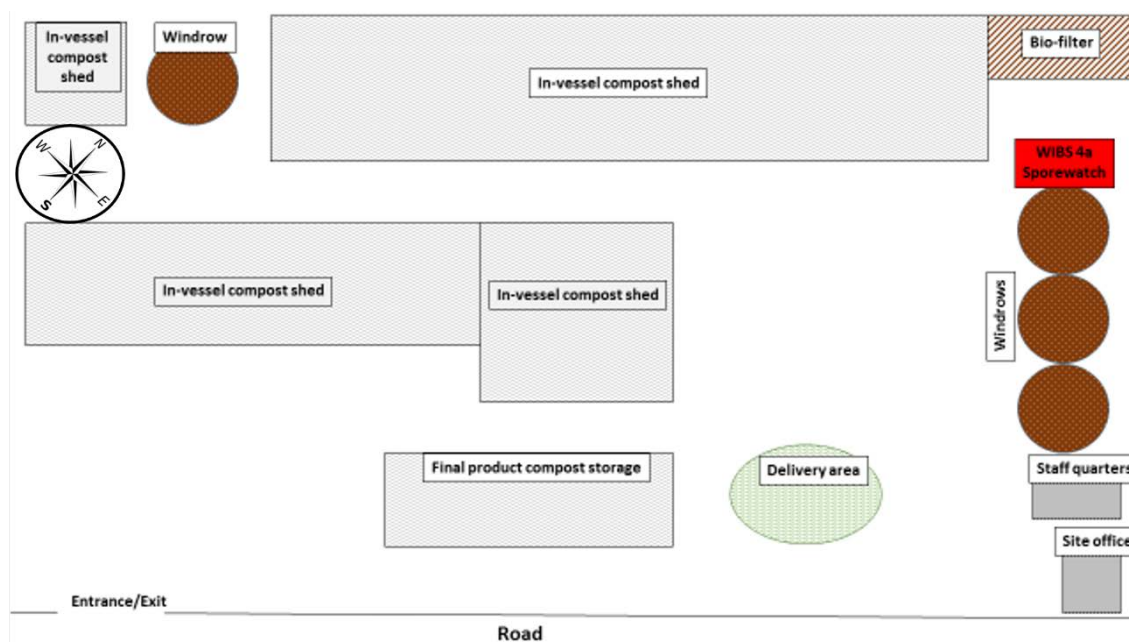 In-vessel
compost
shed
Windrow
In-vessel compost shed
Bio-filter
W
N
S
E
WIBS 4a
Sporewatch
In-vessel compost shed
In-vessel compost shed
Windrows
Final product compost storage
Delivery area
Staff quarters
Site office
Entrance/Exit
Road